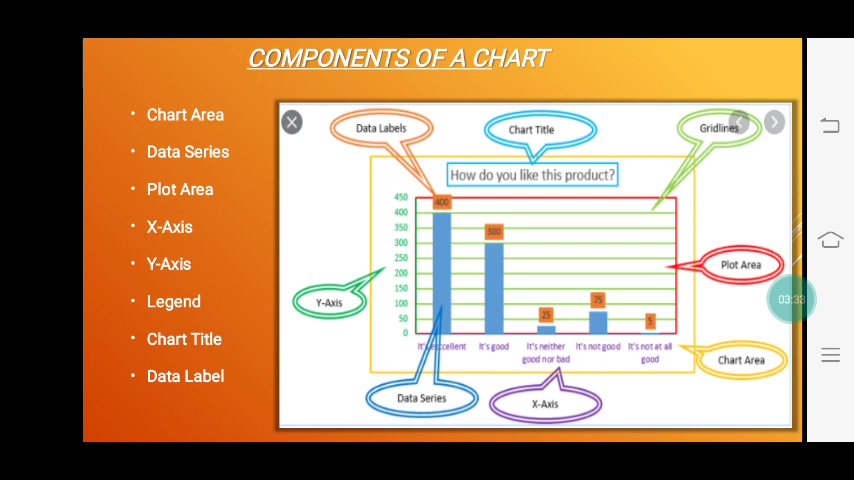 COMPONENTS OF A CHART
• Chart Area
• Data Series
• Plot Area
• X-Axis
• Y-Axis
• Legend
• Chart Title
• Data Label
Data Labels
Chart Title
Gridlines
How do you like this product?
450
400
350
300
250
200
150
100
50
0
400
300
25
75
5
It's excellent
It's good
It's neither
good nor bad
It's not good
It's not at all
good
Y-Axis
Plot Area
Chart Area
Data Series
X-Axis
03:33